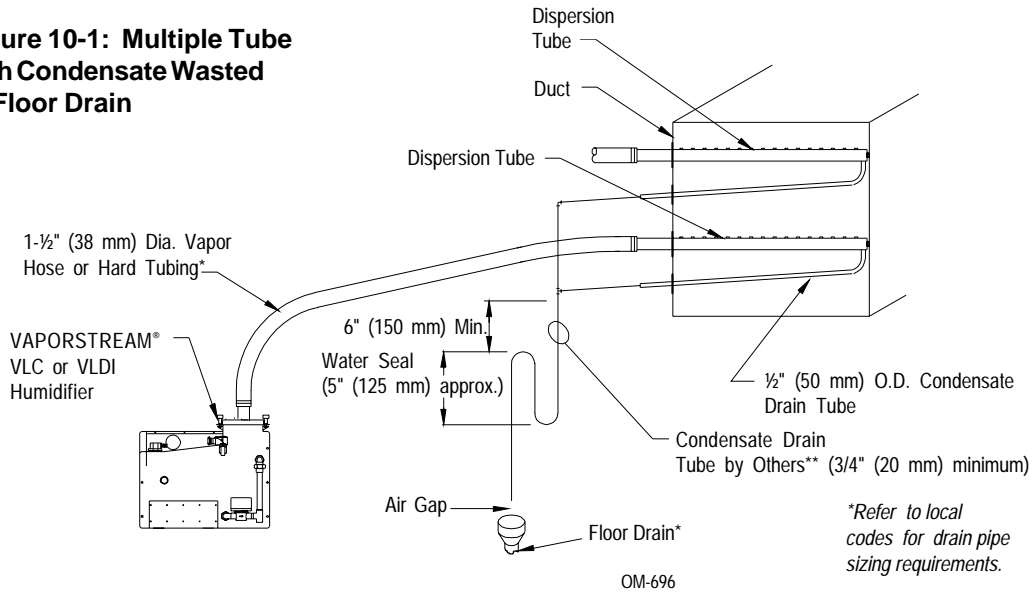 ure 10-1: Multiple Tube
h Condensate Wasted
Floor Drain
Dispersion
Tube
Duct
Dispersion Tube
1-½" (38 mm) Dia. Vapor
Hose or Hard Tubing*
VAPORSTREAM®
VLC or VLDI
Humidifier
6" (150 mm) Min.
Water Seal
(5" (125 mm) approx.)
½" (50 mm) O.D. Condensate
Drain Tube
Condensate Drain
Tube by Others** (3/4" (20 mm) minimum)
Air Gap
Floor Drain*
*Refer to local
codes for drain pipe
sizing requirements.
OM-696